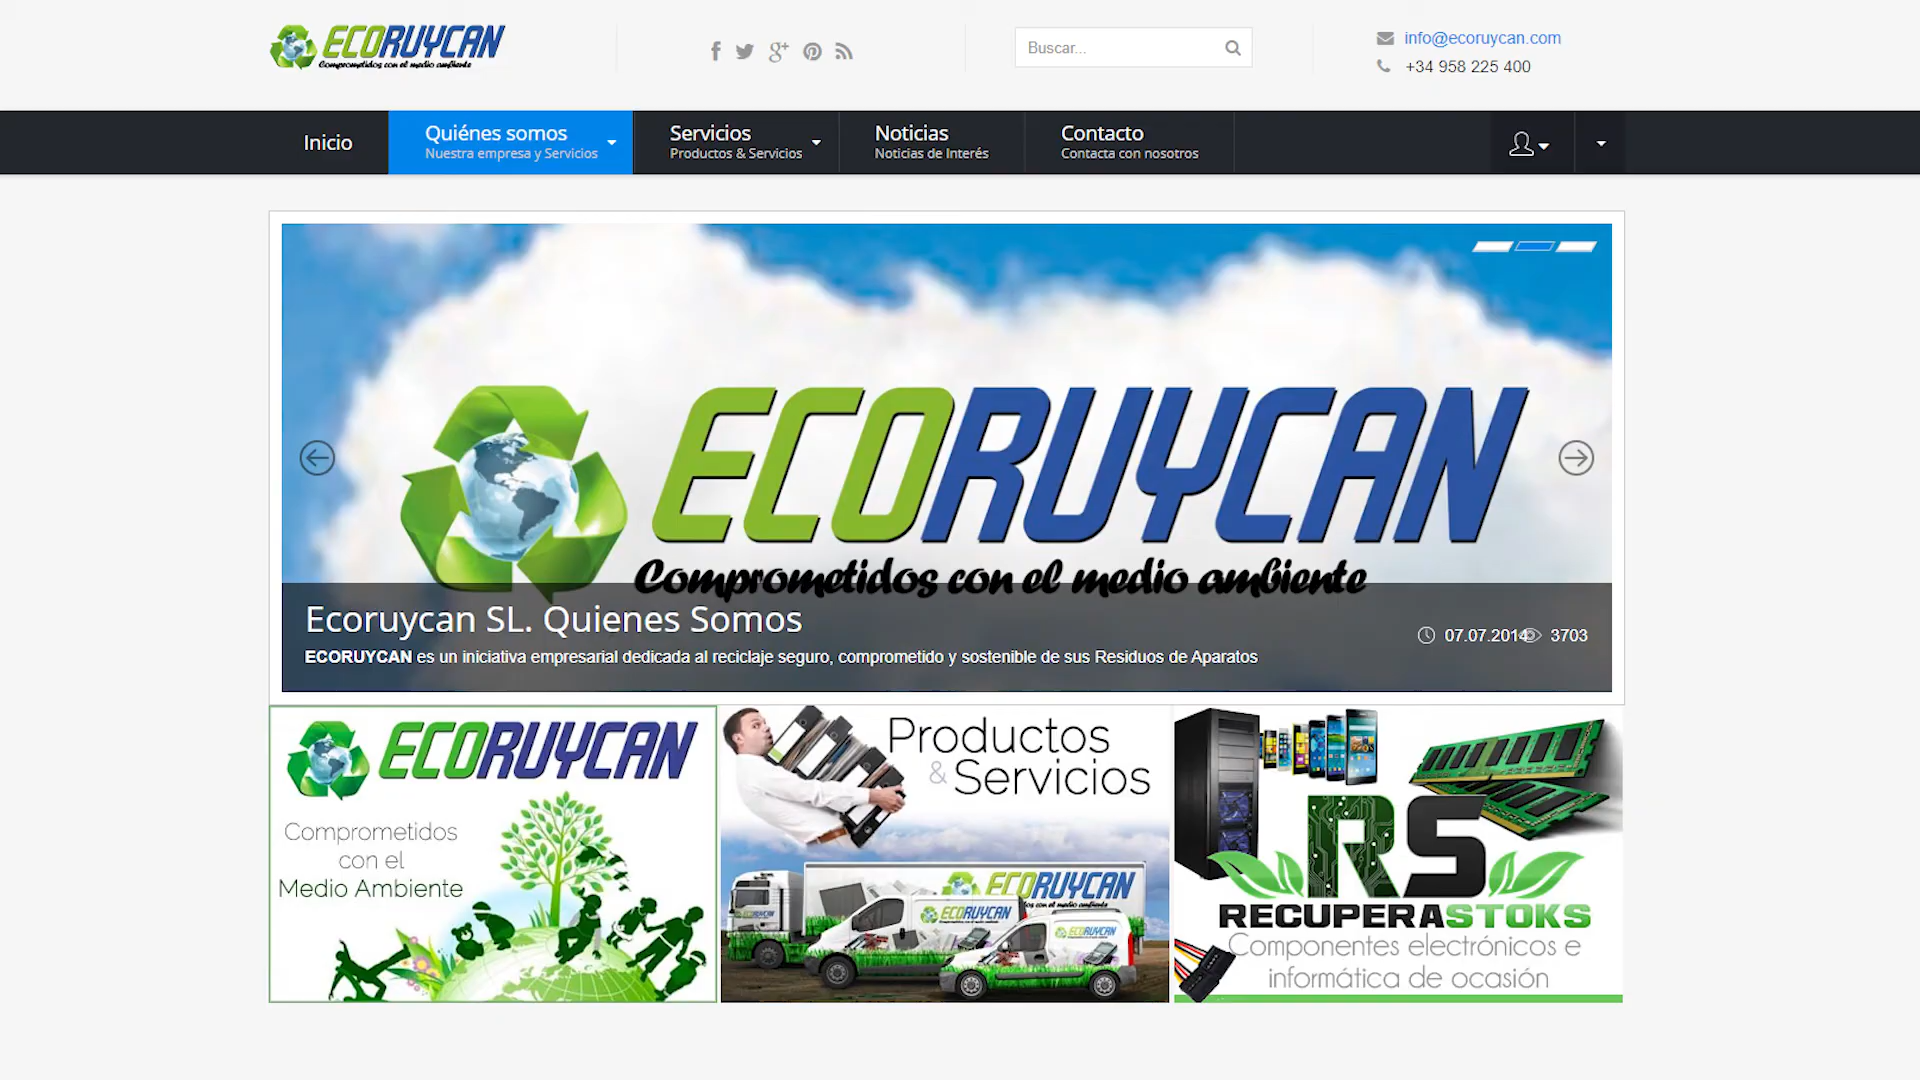 ECORUYCAN
Comprometidos con el medio ambiente
Buscar...
info@ecoruycan.com
+34 958 225 400
Inicio
Quiénes somos
Nuestra empresa y Servicios
Servicios
Productos & Servicios
Noticias
Noticias de Interés
Contacto
Contacta con nosotros
ECORUYCAN
Comprometidos con el medio ambiente
Ecoruycan SL. Quienes Somos
ECORUYCAN es un iniciativa empresarial dedicada al reciclaje seguro, comprometido y sostenible de sus Residuos de Aparatos
07.07.2014 3703
ECORUYCAN
Comprometidos
con el
Medio Ambiente
Productos
& Servicios
ECORUYCAN
ECORUYCAN
ECORUYCAN
ECORUYCAN
RS
RECUPERASTOKS
Componentes electrónicos e
informática de ocasión